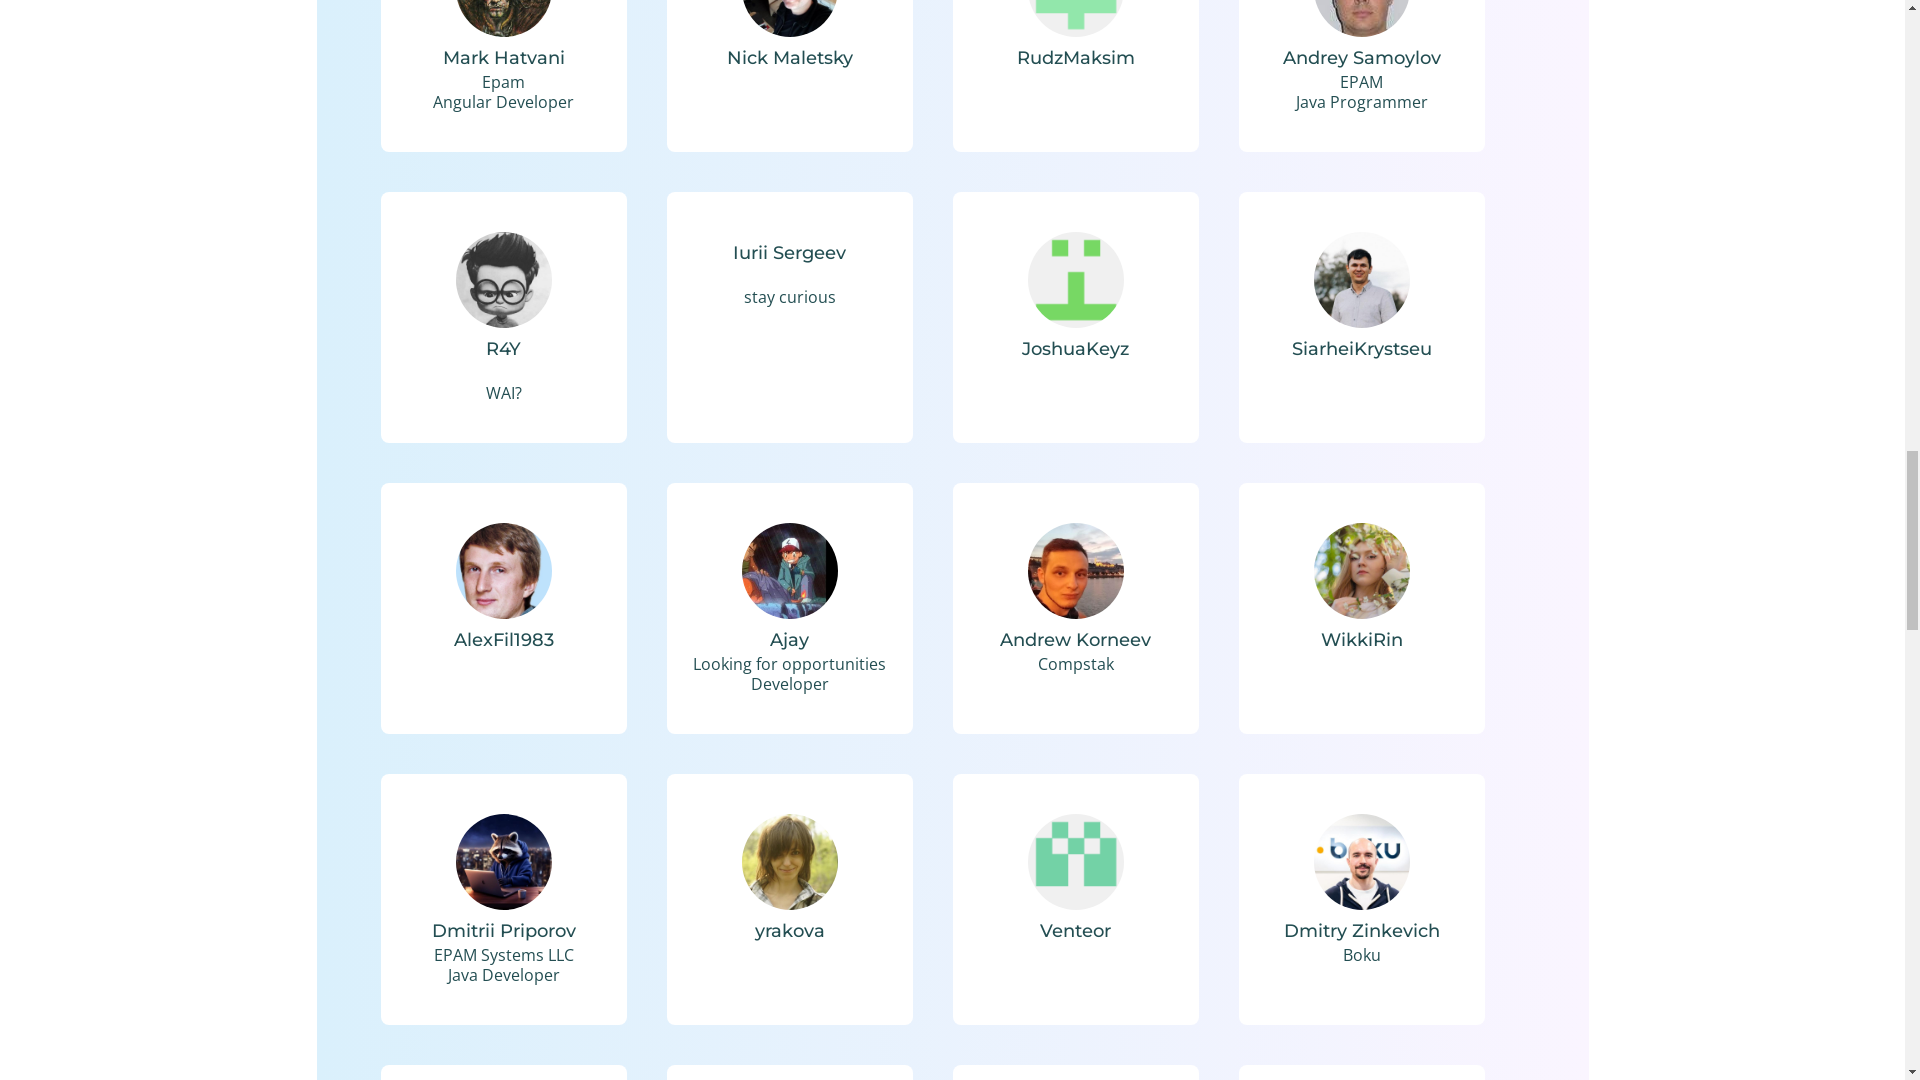 Mark Hatvani
Epam
Angular Developer
Nick Maletsky
RudzMaksim
Andrey Samoylov
EPAM
Java Programmer
R4Y
WAI?
Iurii Sergeev
stay curious
JoshuaKeyz
SiarheiKrystseu
AlexFil1983
Ajay
Looking for opportunities
Developer
Andrew Korneev
Compstak
WikkiRin
Dmitrii Priporov
EPAM Systems LLC
Java Developer
yrakova
Venteor
boku
Dmitry Zinkevich
Boku